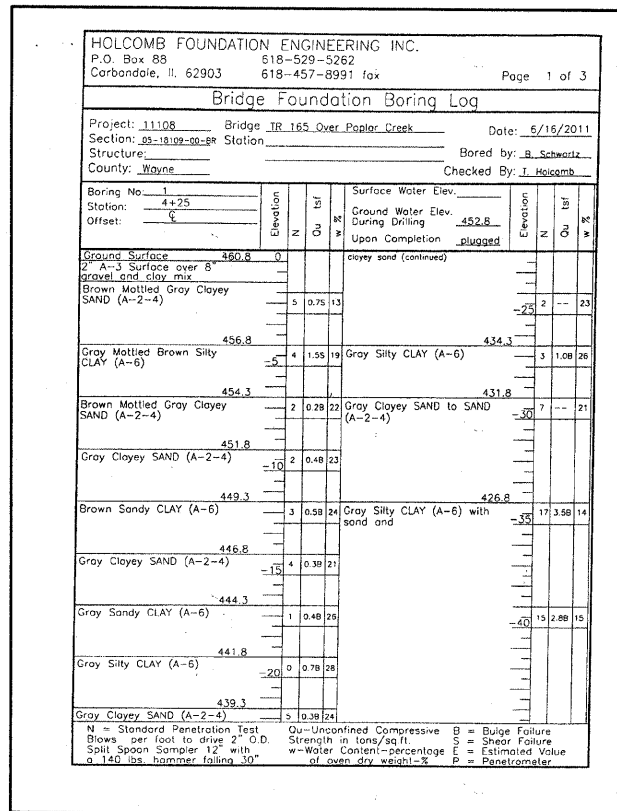 HOLCOMB FOUNDATION ENGINEERING INC.
P.O. Box 88 618-529-5262
Carbondale, Il. 62903 618-457-8991 fax Page 1 of 3
Bridge Foundation Boring Log
Project: 11108 Bridge TR 165 Over Poplar Creek Date: 6/16/2011
Section: 05-18109-00-BR Station
Structure: Bored by: B. Schwartz
County: Wayne Checked By: T. Holcomb
Boring No. 1 Surface Water Elev.
Station: 4+25 Ground Water Elev.
Offset: ℄ During Drilling 452.8
Upon Completion plugged
Elevation N Qu tsf w % Elevation N Qu tsf w %
Ground Surface 460.8 0 clayey sand (continued)
2" A-3 Surface over 8"
gravel and clay mix
Brown Mottled Gray Clayey
SAND (A-2-4) 5 0.7S 13 -25 2 -- 23
456.8 434.3
Gray Mottled Brown Silty -5 4 1.5S 19 Gray Silty CLAY (A-6) 3 1.0B 26
CLAY (A-6)
454.3 431.8
Brown Mottled Gray Clayey 2 0.2B 22 Gray Clayey SAND to SAND -30 7 -- 21
SAND (A-2-4) (A-2-4)
451.8
Gray Clayey SAND (A-2-4) -10 2 0.4B 23
449.3 426.8
Brown Sandy CLAY (A-6) 3 0.5B 24 Gray Silty CLAY (A-6) with -35 17 3.5B 14
sand and
446.8
Gray Clayey SAND (A-2-4) -15 4 0.3B 21
444.3
Gray Sandy CLAY (A-6) 1 0.4B 26 -40 15 2.8B 15
441.8
Gray Silty CLAY (A-6) -20 0 0.7B 28
439.3
Gray Clayey SAND (A-2-4) 5 0.3B 24
N = Standard Penetration Test Qu-Unconfined Compressive B = Bulge Failure
Blows per foot to drive 2" O.D. Strength in tons/sq.ft. S = Shear Failure
Split Spoon Sampler 12" with w-Water Content-percentage E = Estimated Value
a 140 lbs. hammer falling 30" of oven dry weight-% P = Penetrometer